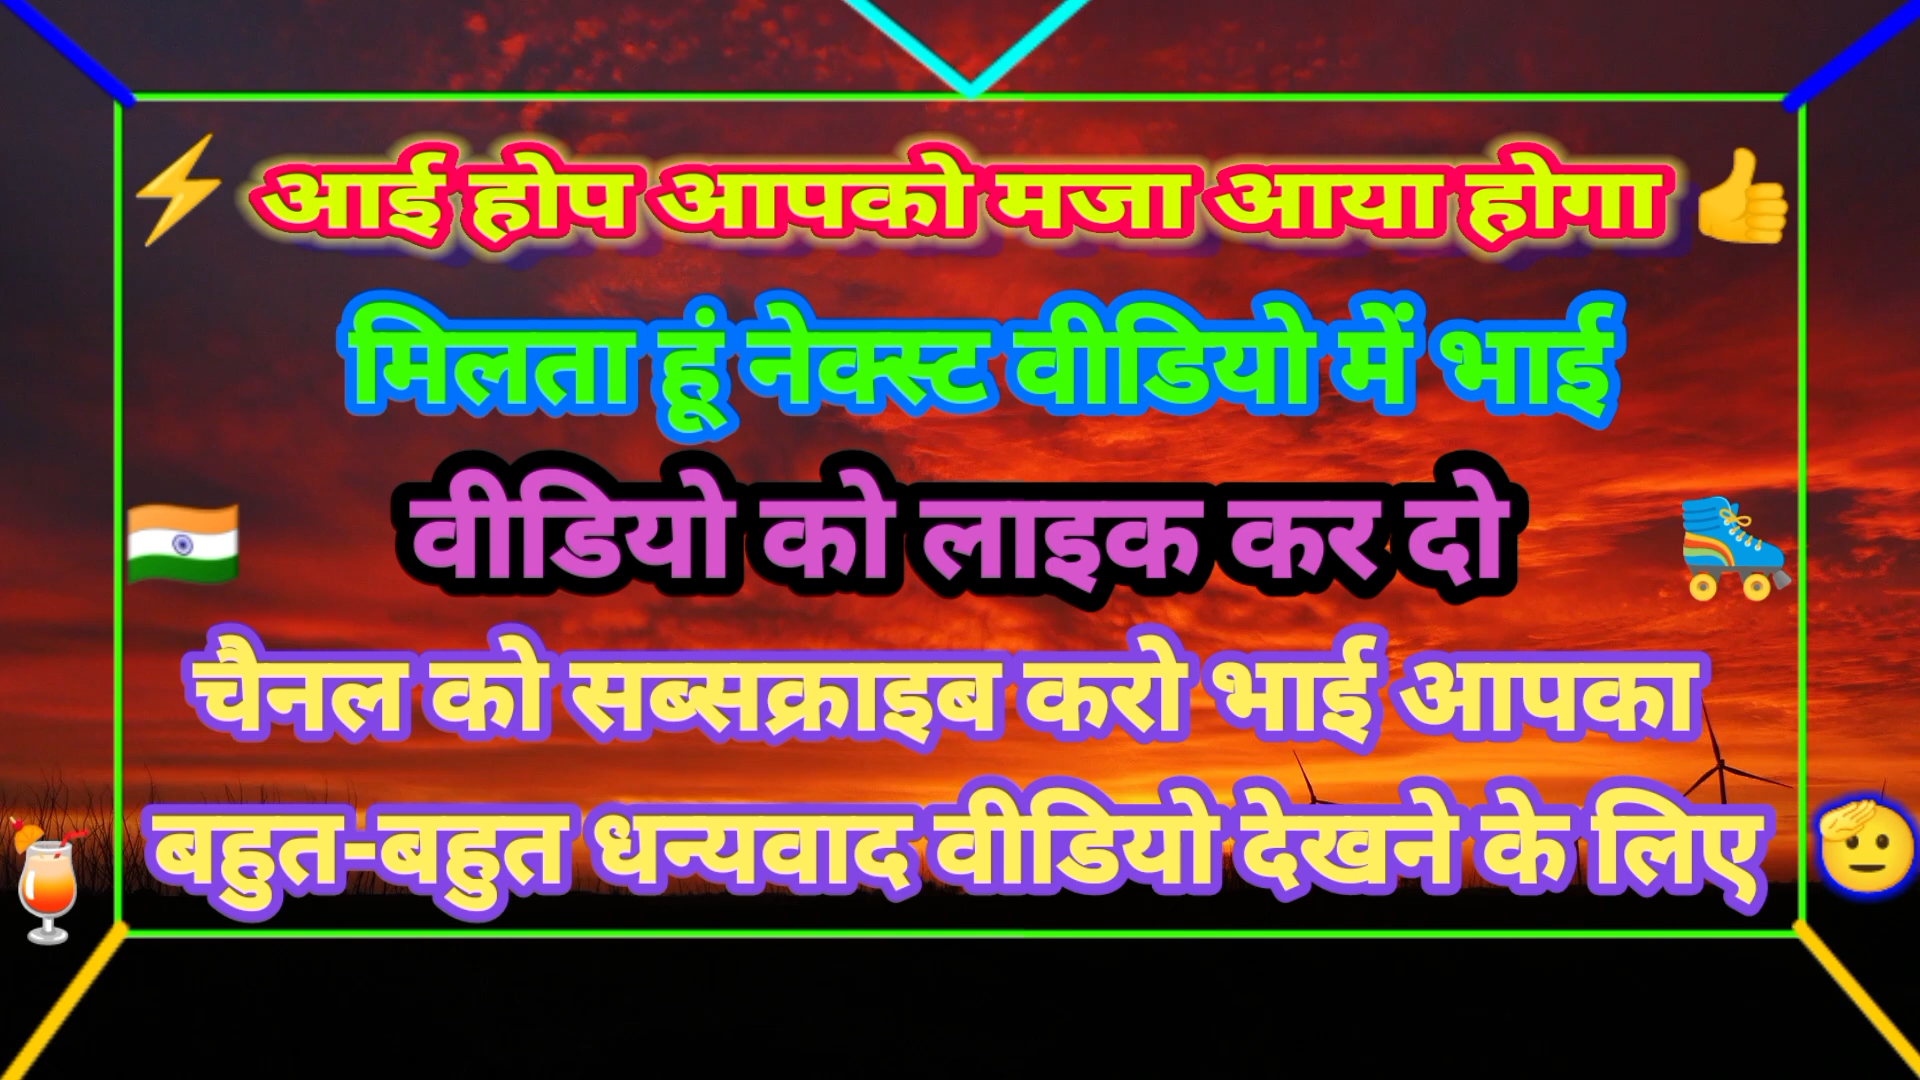 आई होप आपको मजा आया होगा
मिलता हूं नेक्स्ट वीडियो में भाई
वीडियो को लाइक कर दो
चैनल को सब्सक्राइब करो भाई आपका
बहुत-बहुत धन्यवाद वीडियो देखने के लिए